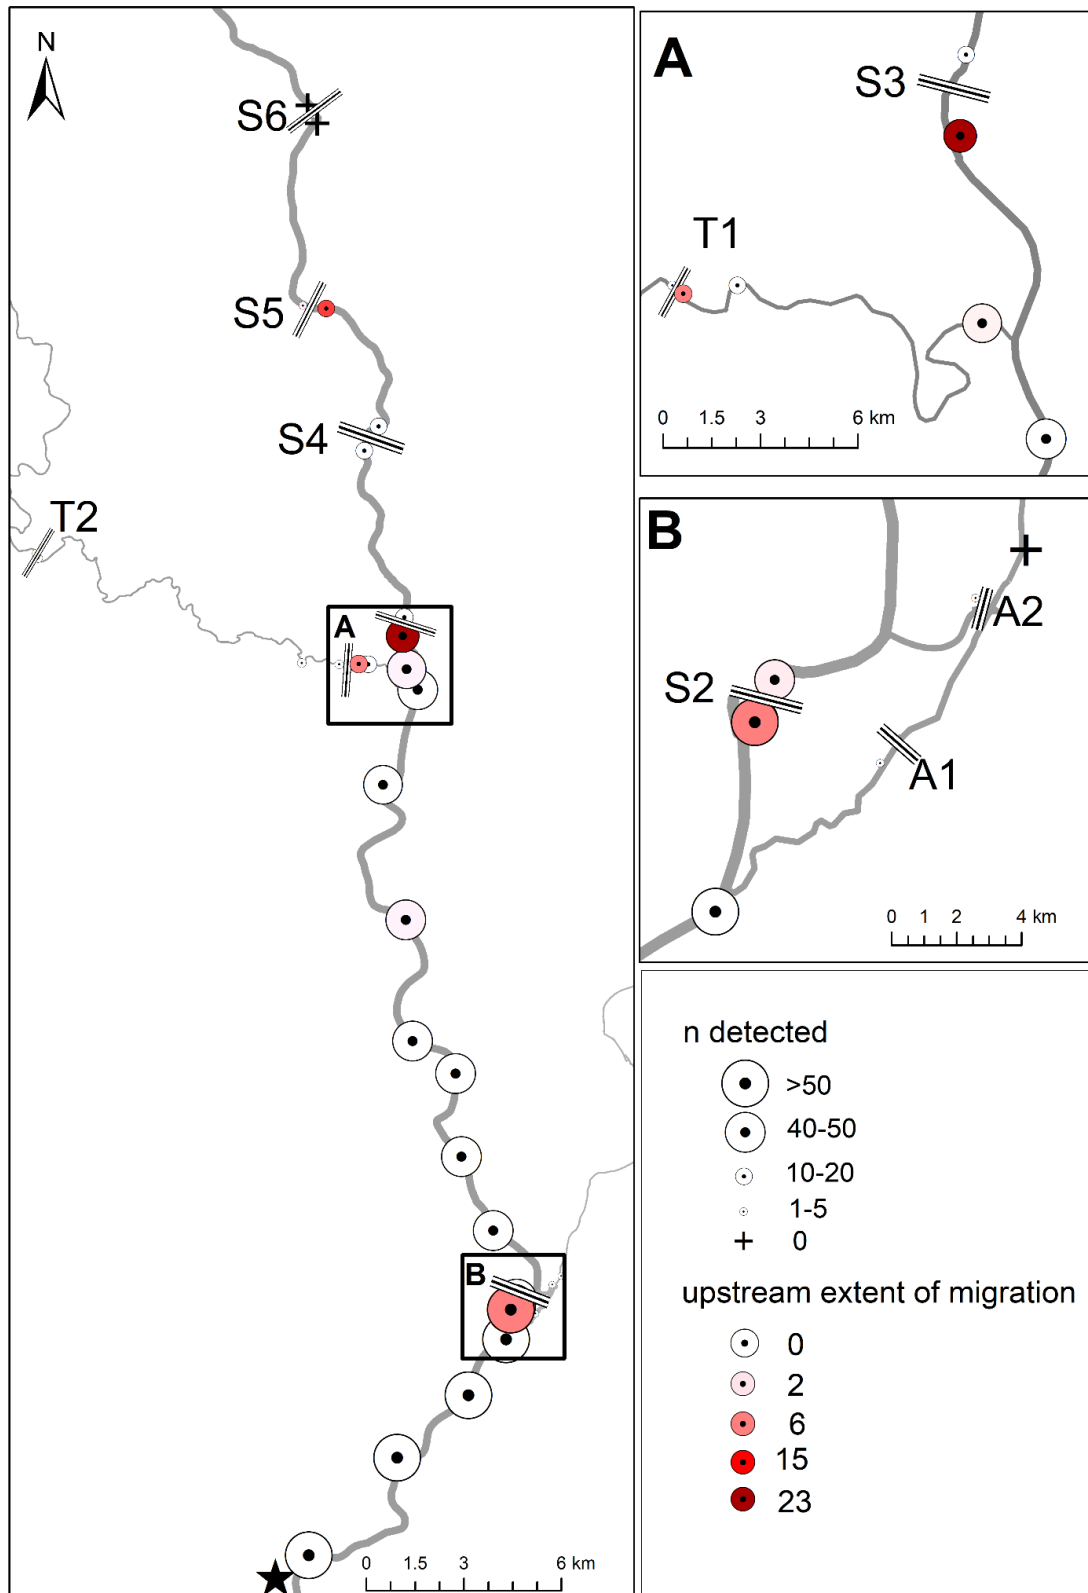 N
S6
S5
S4
T2
A
B
0 1.5 3 6 km
A
S3
T1
0 1.5 3 6 km
B
A2
S2
A1
0 1 2 4 km
n detected
>50
40-50
10-20
1-5
0
upstream extent of migration
0
2
6
15
23